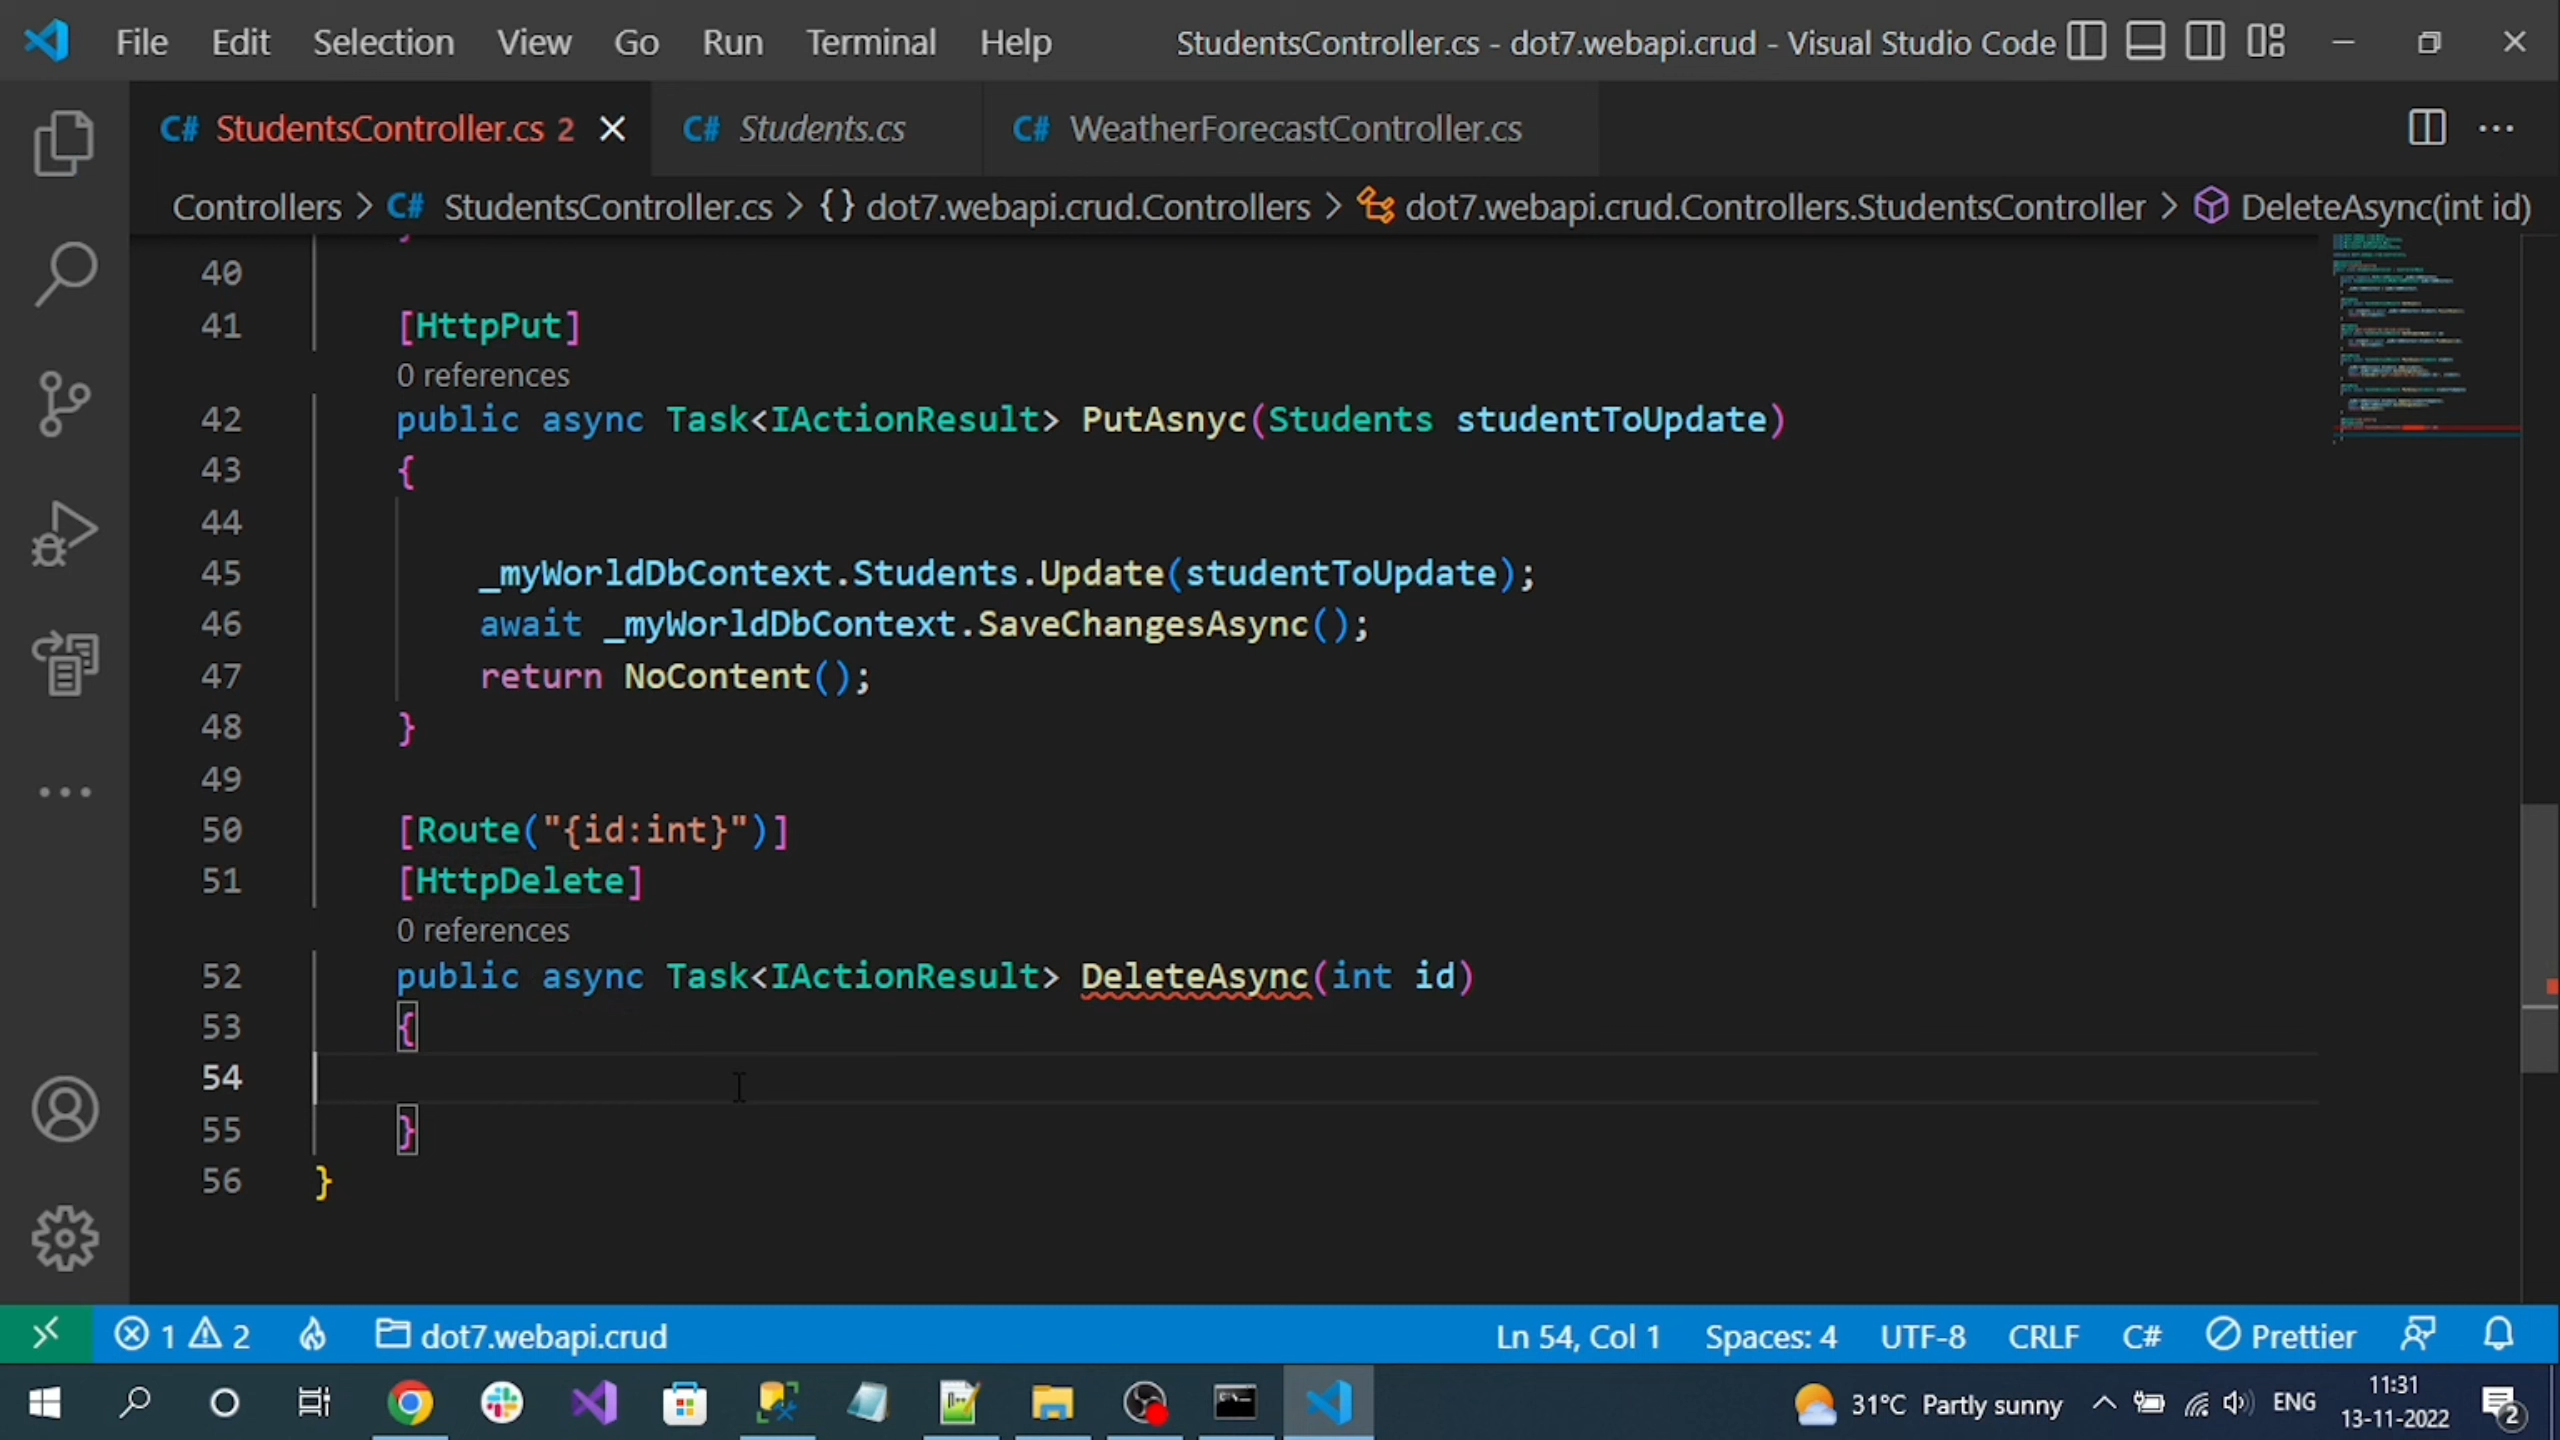 File Edit Selection View Go Run Terminal Help StudentsController.cs - dot7.webapi.crud - Visual Studio Code
C# StudentsController.cs 2 C# Students.cs C# WeatherForecastController.cs
Controllers > C# StudentsController.cs > {} dot7.webapi.crud.Controllers > dot7.webapi.crud.Controllers.StudentsController > DeleteAsync(int id)
40
41 [HttpPut]
0 references
42 public async Task<IActionResult> PutAsnyc(Students studentToUpdate)
43 {
44
45 _myWorldDbContext.Students.Update(studentToUpdate);
46 await _myWorldDbContext.SaveChangesAsync();
47 return NoContent();
48 }
49
50 [Route("{id:int}")]
51 [HttpDelete]
0 references
52 public async Task<IActionResult> DeleteAsync(int id)
53 {
54
55 }
56 }
1 2 dot7.webapi.crud Ln 54, Col 1 Spaces: 4 UTF-8 CRLF C# Prettier
31°C Partly sunny ENG 11:31
13-11-2022 2